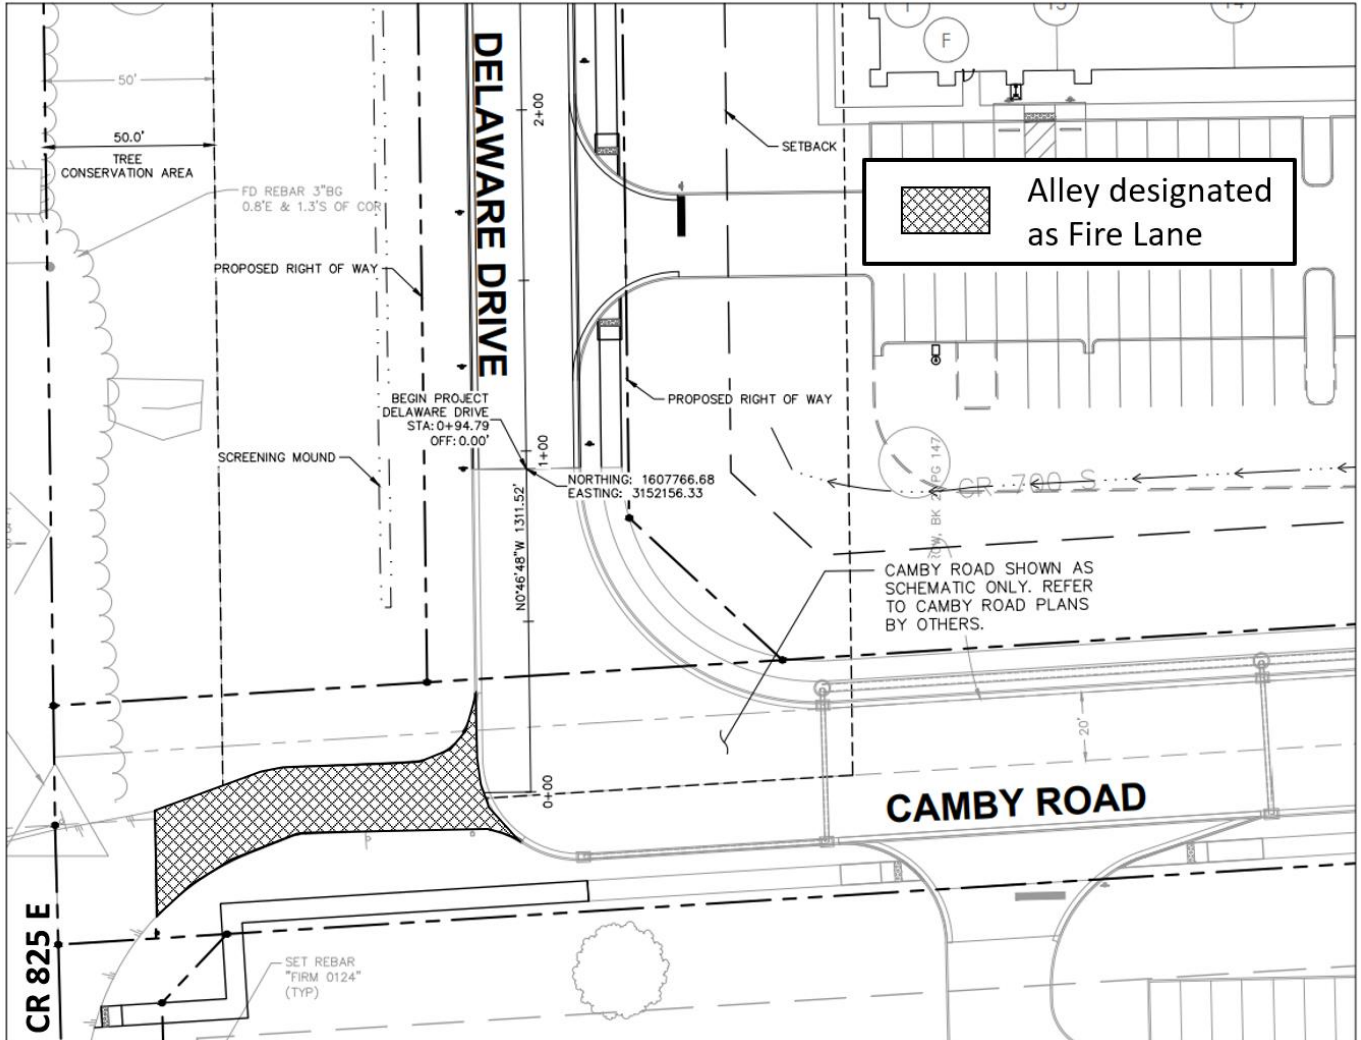 F
50'
50.0'
TREE
CONSERVATION AREA
FD REBAR 3"BG
0.8'E & 1.3'S OF COR
PROPOSED RIGHT OF WAY
DELAWARE DRIVE
2+00
SETBACK
Alley designated
as Fire Lane
BEGIN PROJECT
DELAWARE DRIVE
STA: 0+94.79
OFF: 0.00'
PROPOSED RIGHT OF WAY
SCREENING MOUND
1+00
NORTHING: 1607766.68
EASTING: 3152156.33
N0°46'48"W 1311.52'
CR 700 S
CAMBY ROAD SHOWN AS
SCHEMATIC ONLY. REFER
TO CAMBY ROAD PLANS
BY OTHERS.
20'
0+00
CAMBY ROAD
CR 825 E
SET REBAR
"FIRM 0124"
(TYP)